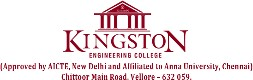 KINGSTON
ENGINEERING COLLEGE
(Approved by AICTE, New Delhi and Affiliated to Anna University, Chennai)
Chittoor Main Road, Vellore - 632 059.